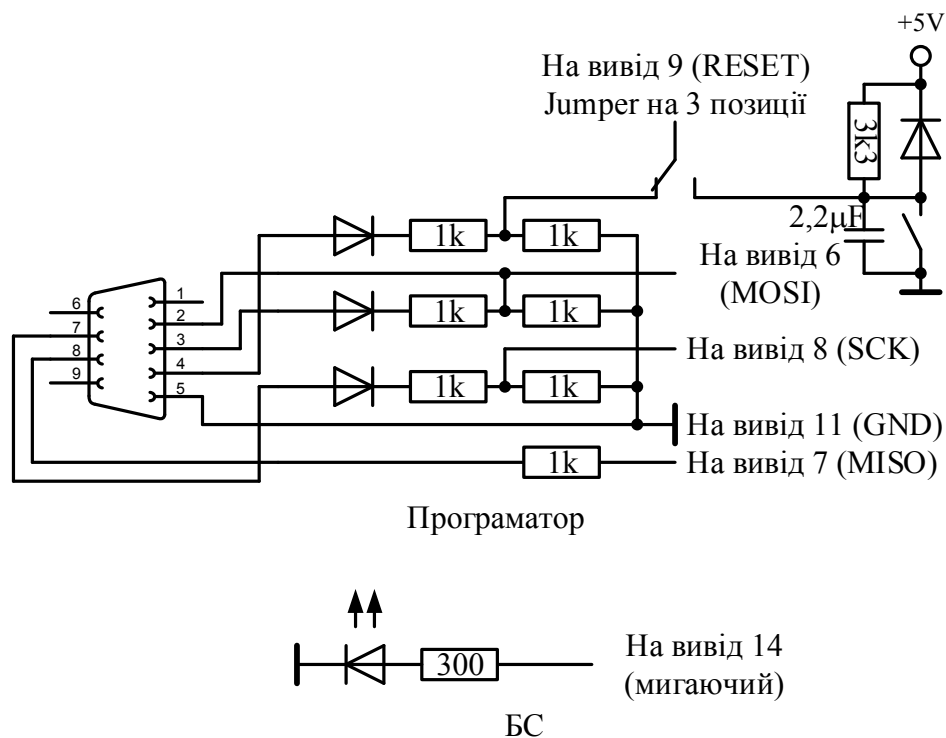 +5V
На вивід 9 (RESET)
Jumper на 3 позиції
3k3
2,2μF
1k
1k
На вивід 6
(MOSI)
1k
1k
На вивід 8 (SCK)
1k
1k
На вивід 11 (GND)
1k
На вивід 7 (MISO)
6
7
8
9
1
2
3
4
5
Програматор
300
На вивід 14
(мигаючий)
БС